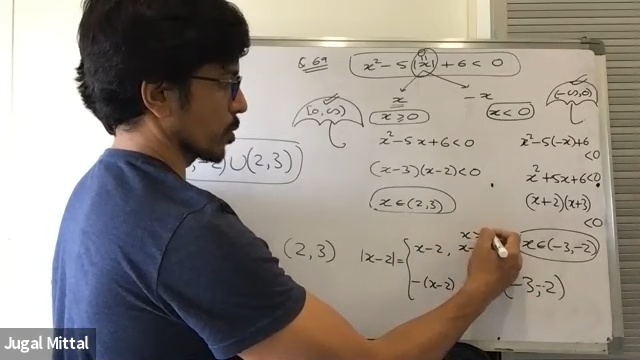 Q. 69 x² - 5|x| + 6 < 0
x -x
[0, ∞) x ≥ 0 x < 0 (-∞, 0)
x² - 5x + 6 < 0 x² - 5(-x) + 6 < 0
(x-3)(x-2) < 0 x² + 5x + 6 < 0
-2) ∪ (2, 3)
x ∈ (2, 3) (x+2)(x+3) < 0
(2, 3) |x-2| = { x-2, x ∈ (-3, -2)
-(x-2) -3, -2)
Jugal Mittal